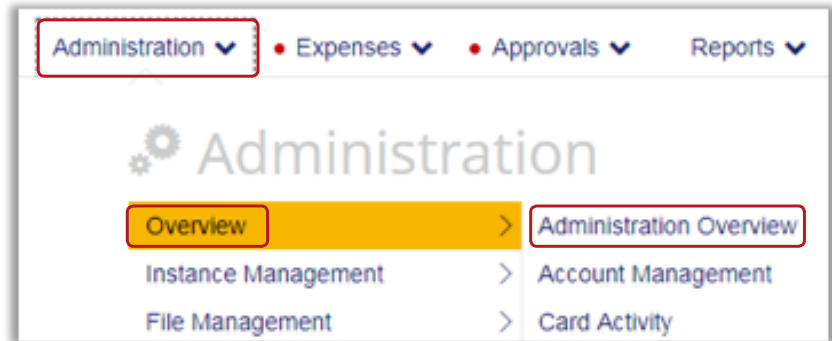 Administration Expenses Approvals Reports
Administration
Overview Administration Overview
Instance Management Account Management
File Management Card Activity